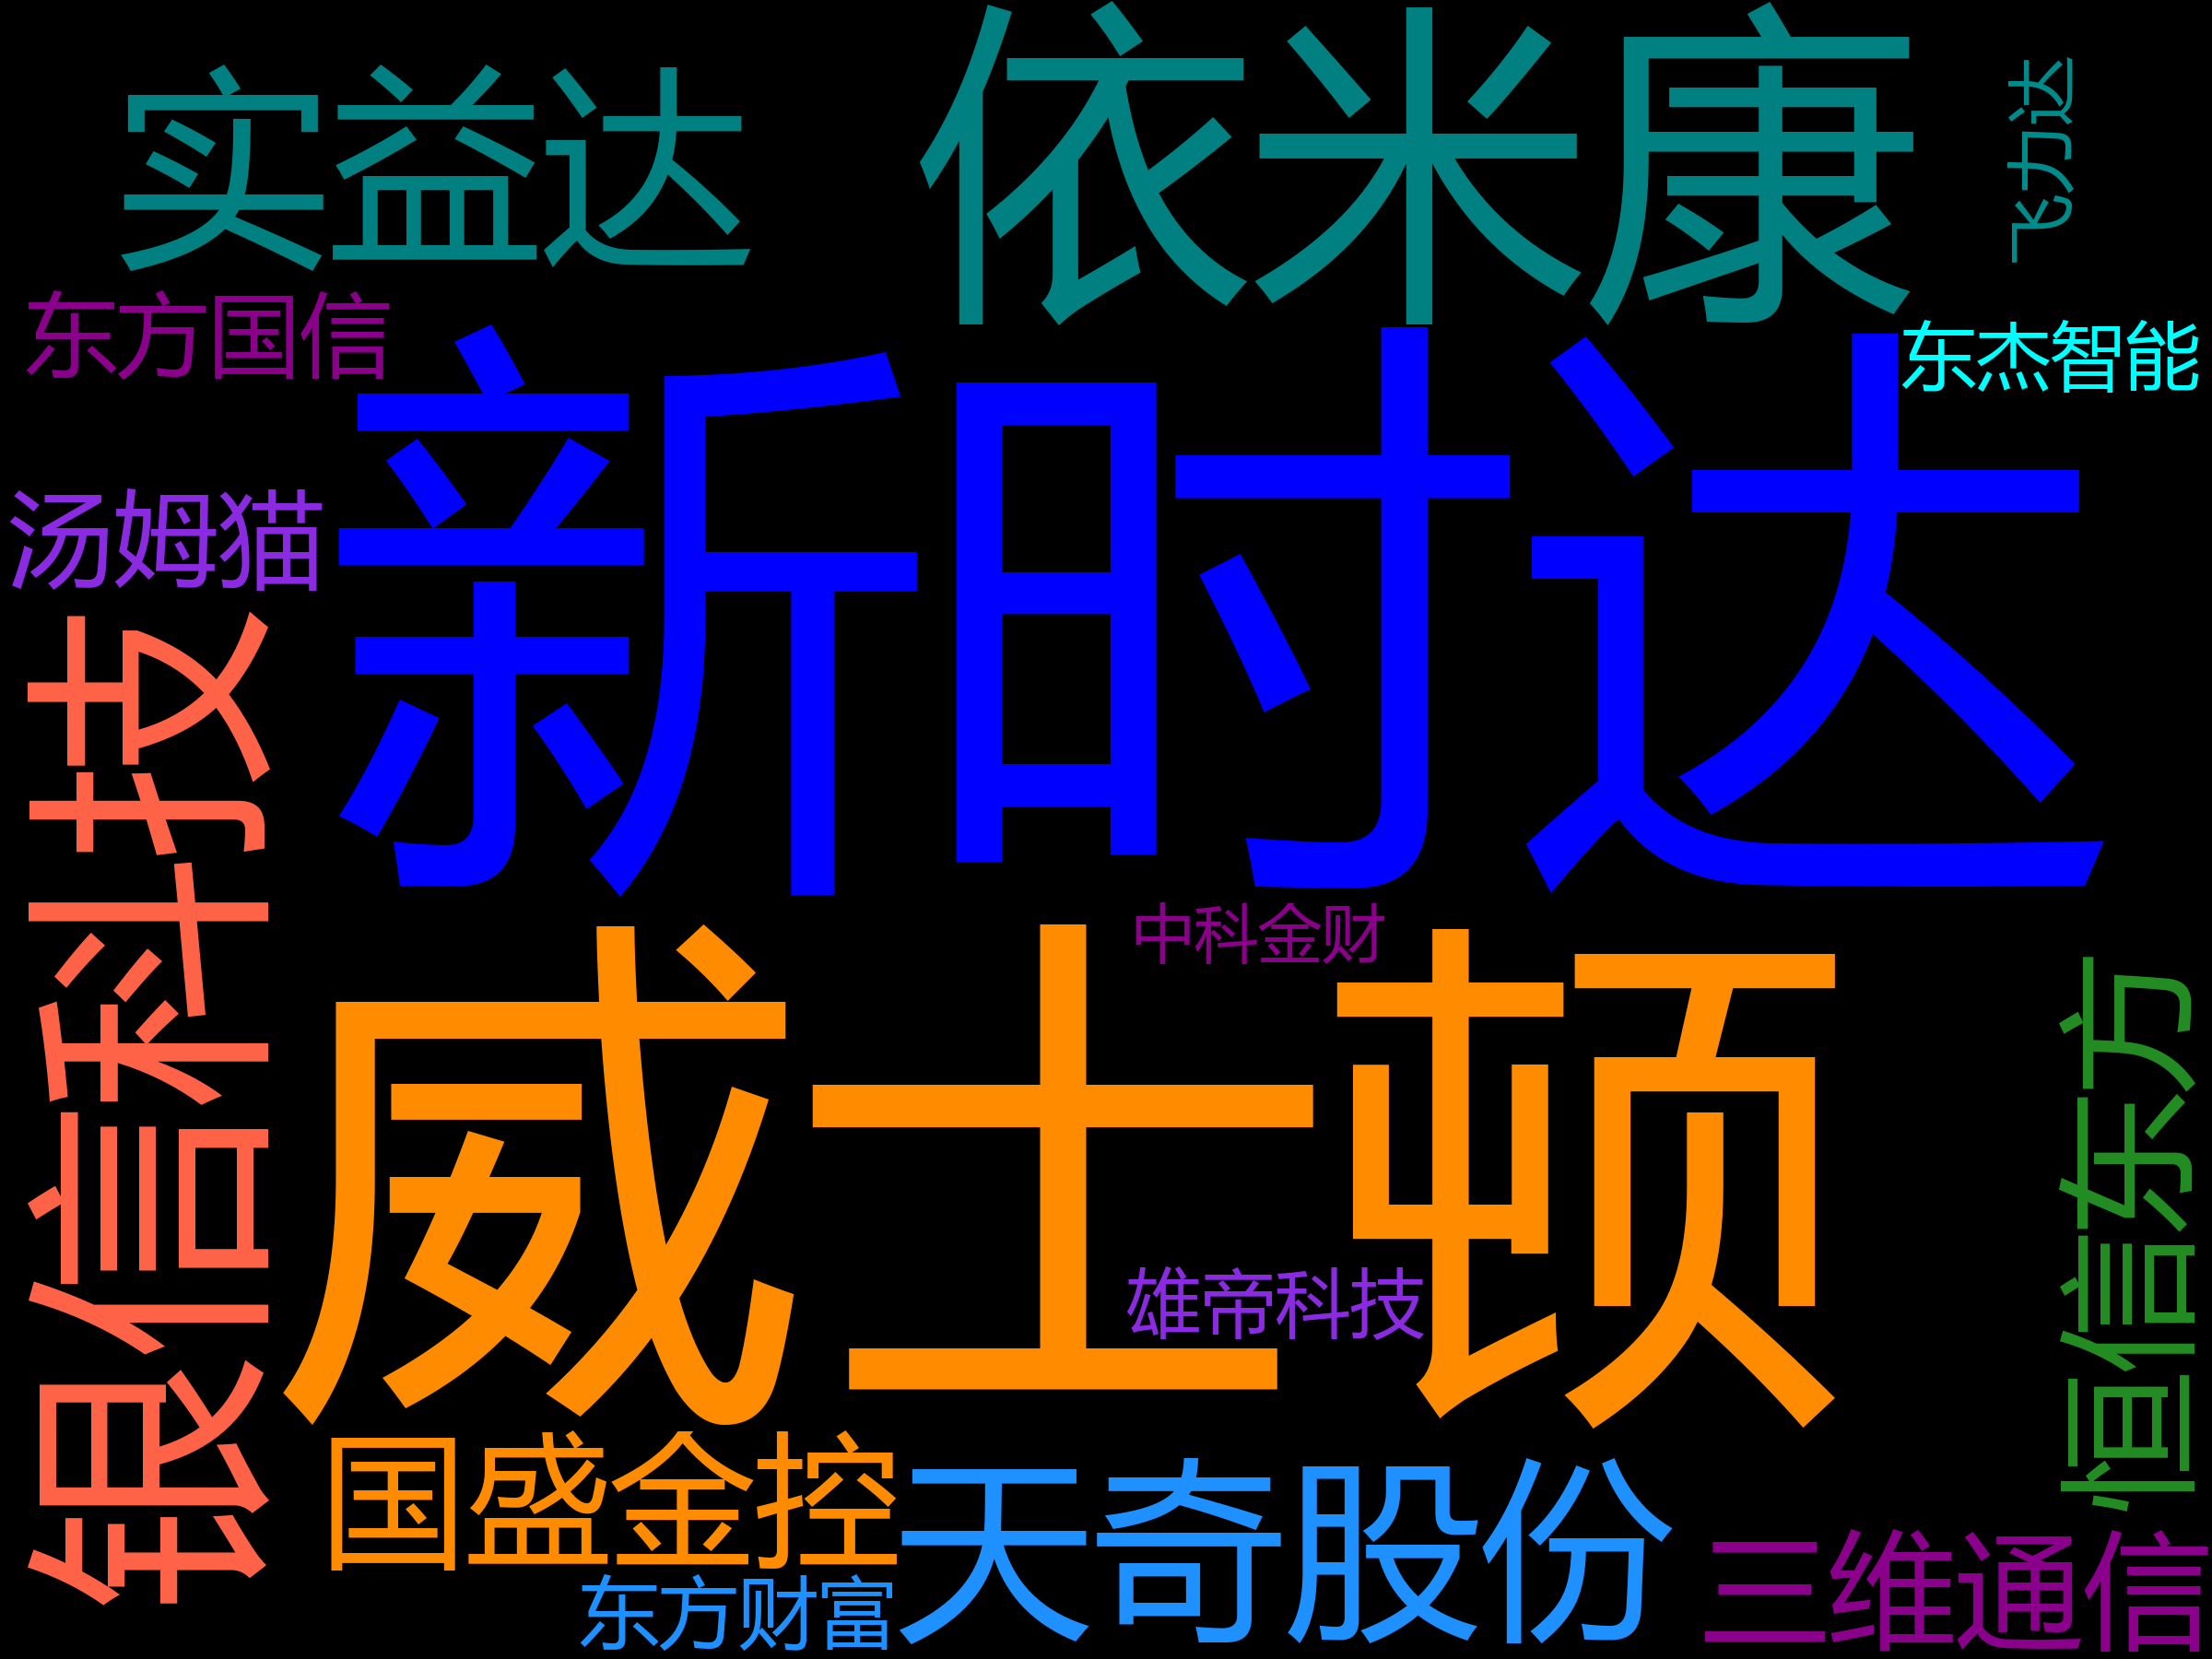 实益达
依米康
飞力达
东方国信
东杰智能
新时达
汤姆猫
银信科技
中科金财
威士顿
恒信东方
雄帝科技
国盛金控
天奇股份
东方财富
三维通信